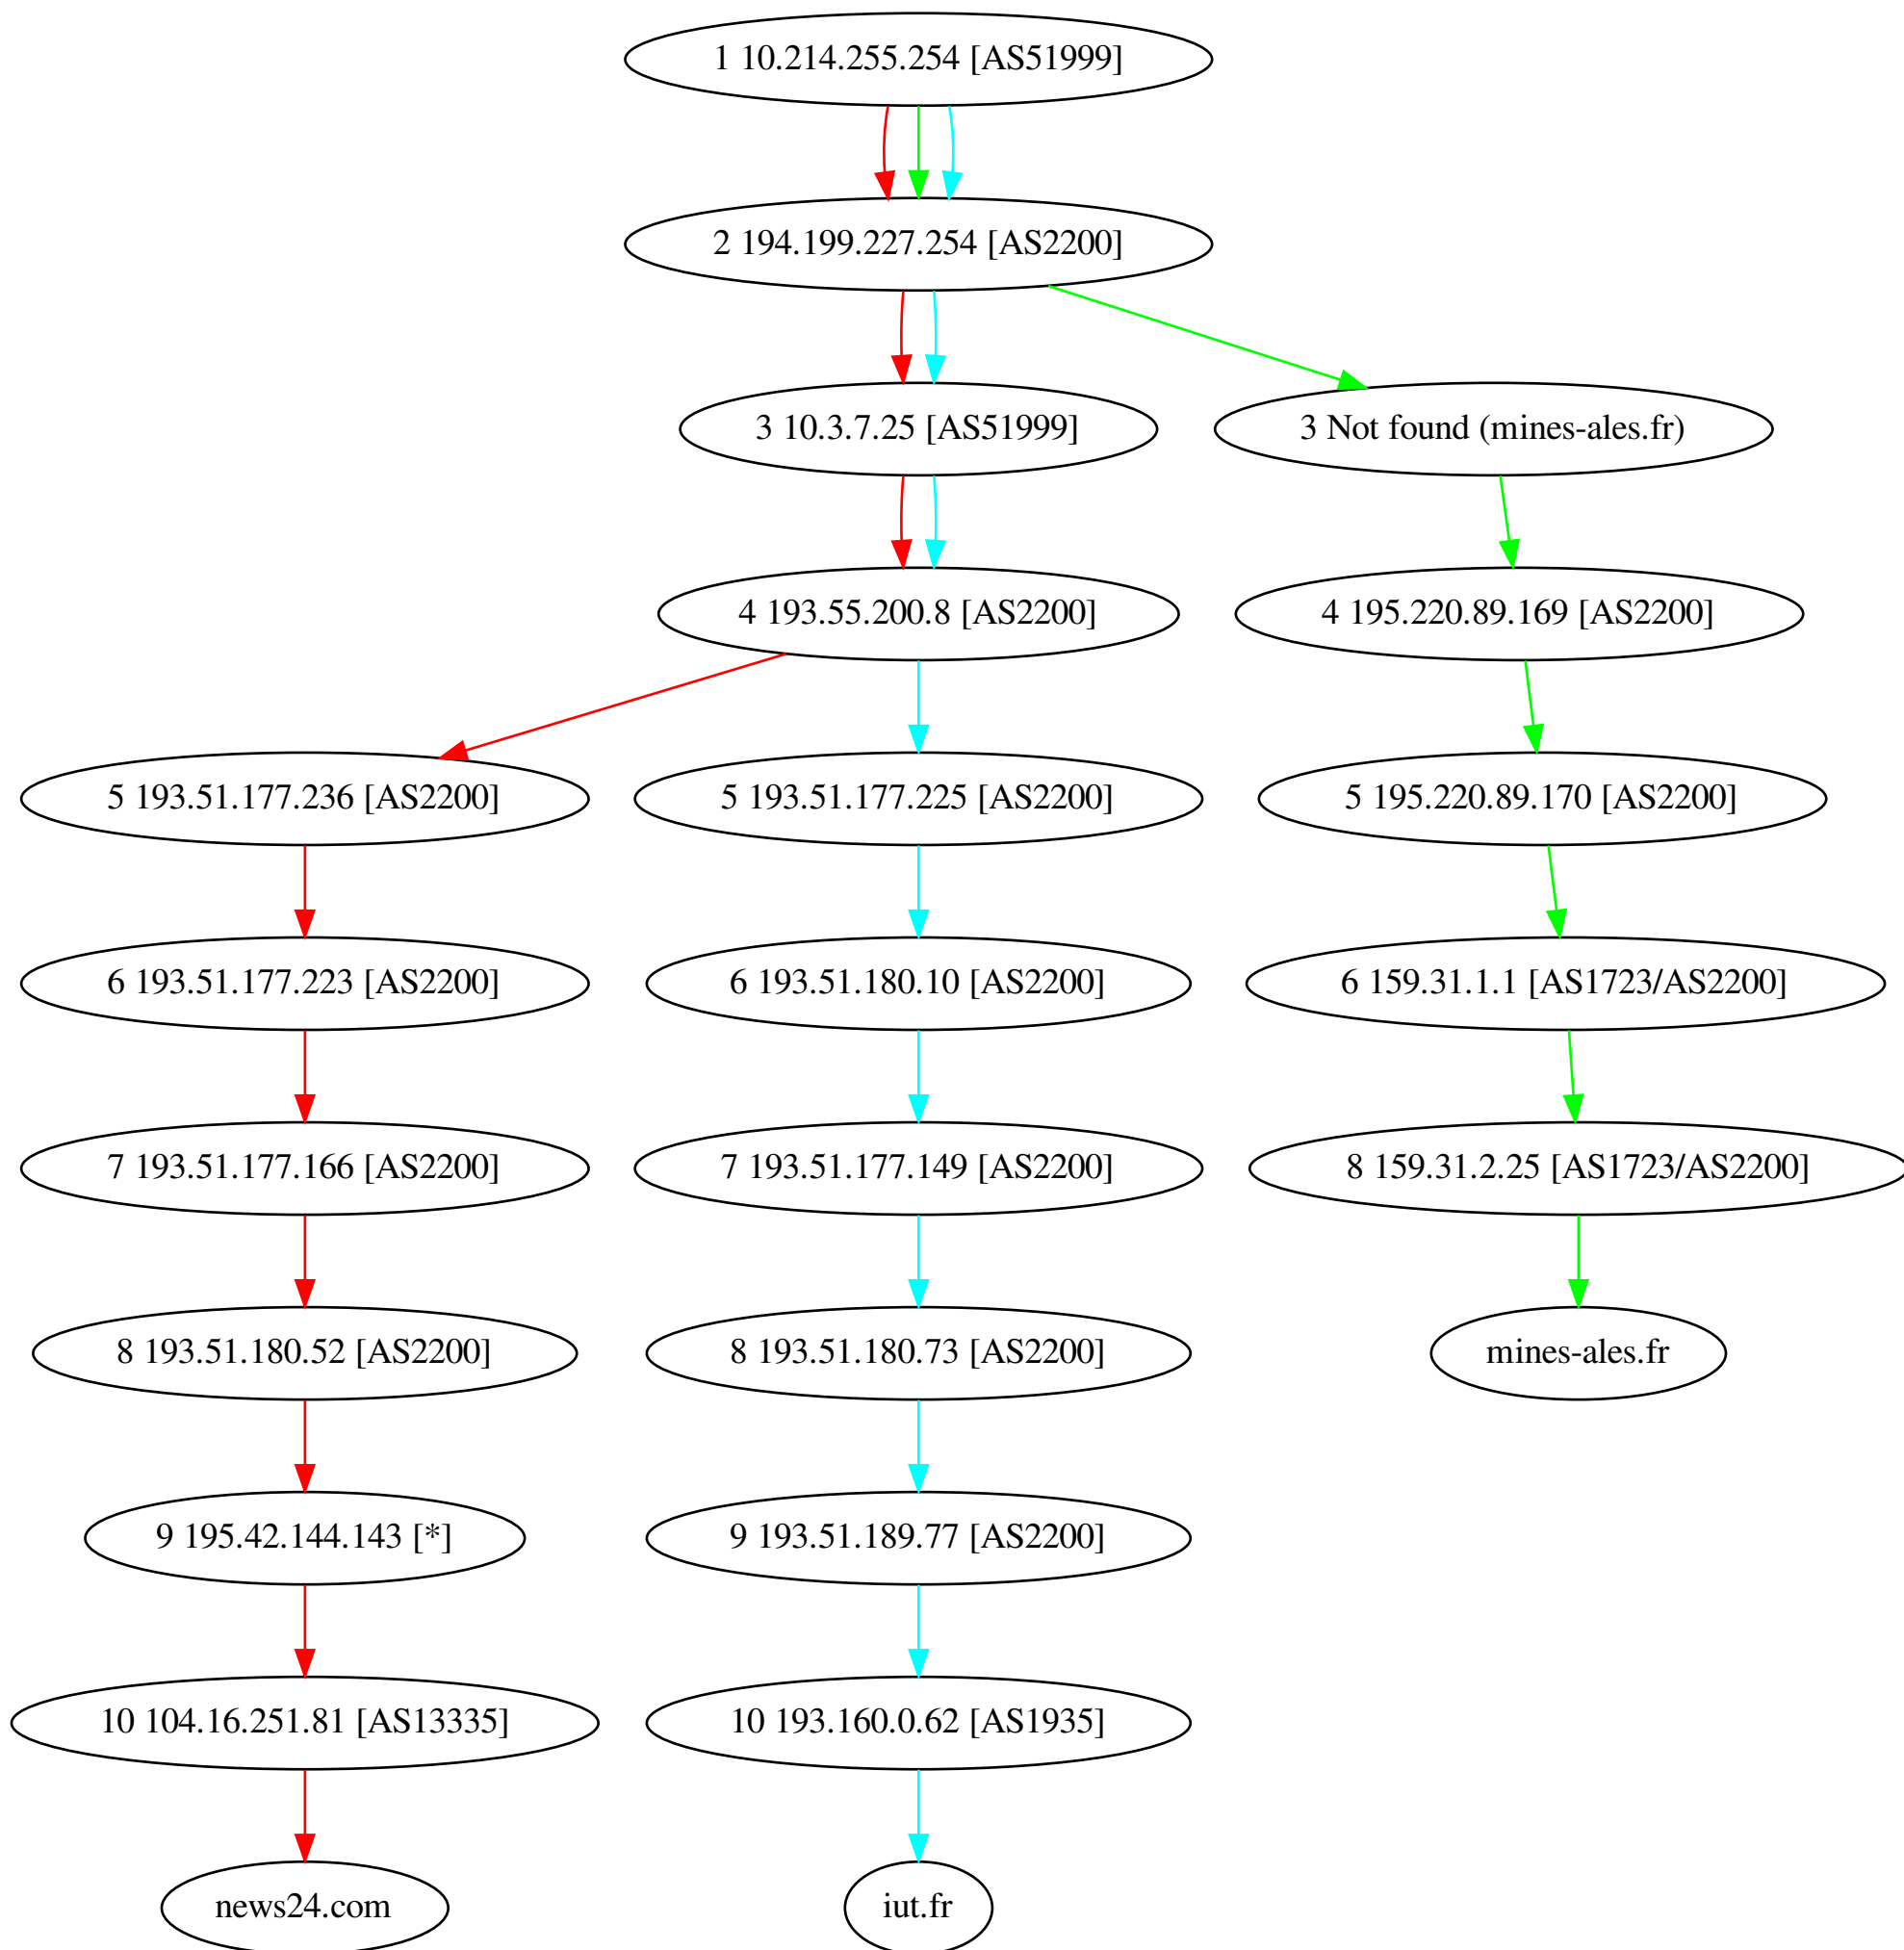 1 10.214.255.254 [AS51999]
2 194.199.227.254 [AS2200]
3 10.3.7.25 [AS51999]
3 Not found (mines-ales.fr)
4 193.55.200.8 [AS2200]
4 195.220.89.169 [AS2200]
5 193.51.177.236 [AS2200]
5 193.51.177.225 [AS2200]
5 195.220.89.170 [AS2200]
6 193.51.177.223 [AS2200]
6 193.51.180.10 [AS2200]
6 159.31.1.1 [AS1723/AS2200]
7 193.51.177.166 [AS2200]
7 193.51.177.149 [AS2200]
8 159.31.2.25 [AS1723/AS2200]
8 193.51.180.52 [AS2200]
8 193.51.180.73 [AS2200]
mines-ales.fr
9 195.42.144.143 [*]
9 193.51.189.77 [AS2200]
10 104.16.251.81 [AS13335]
10 193.160.0.62 [AS1935]
news24.com
iut.fr